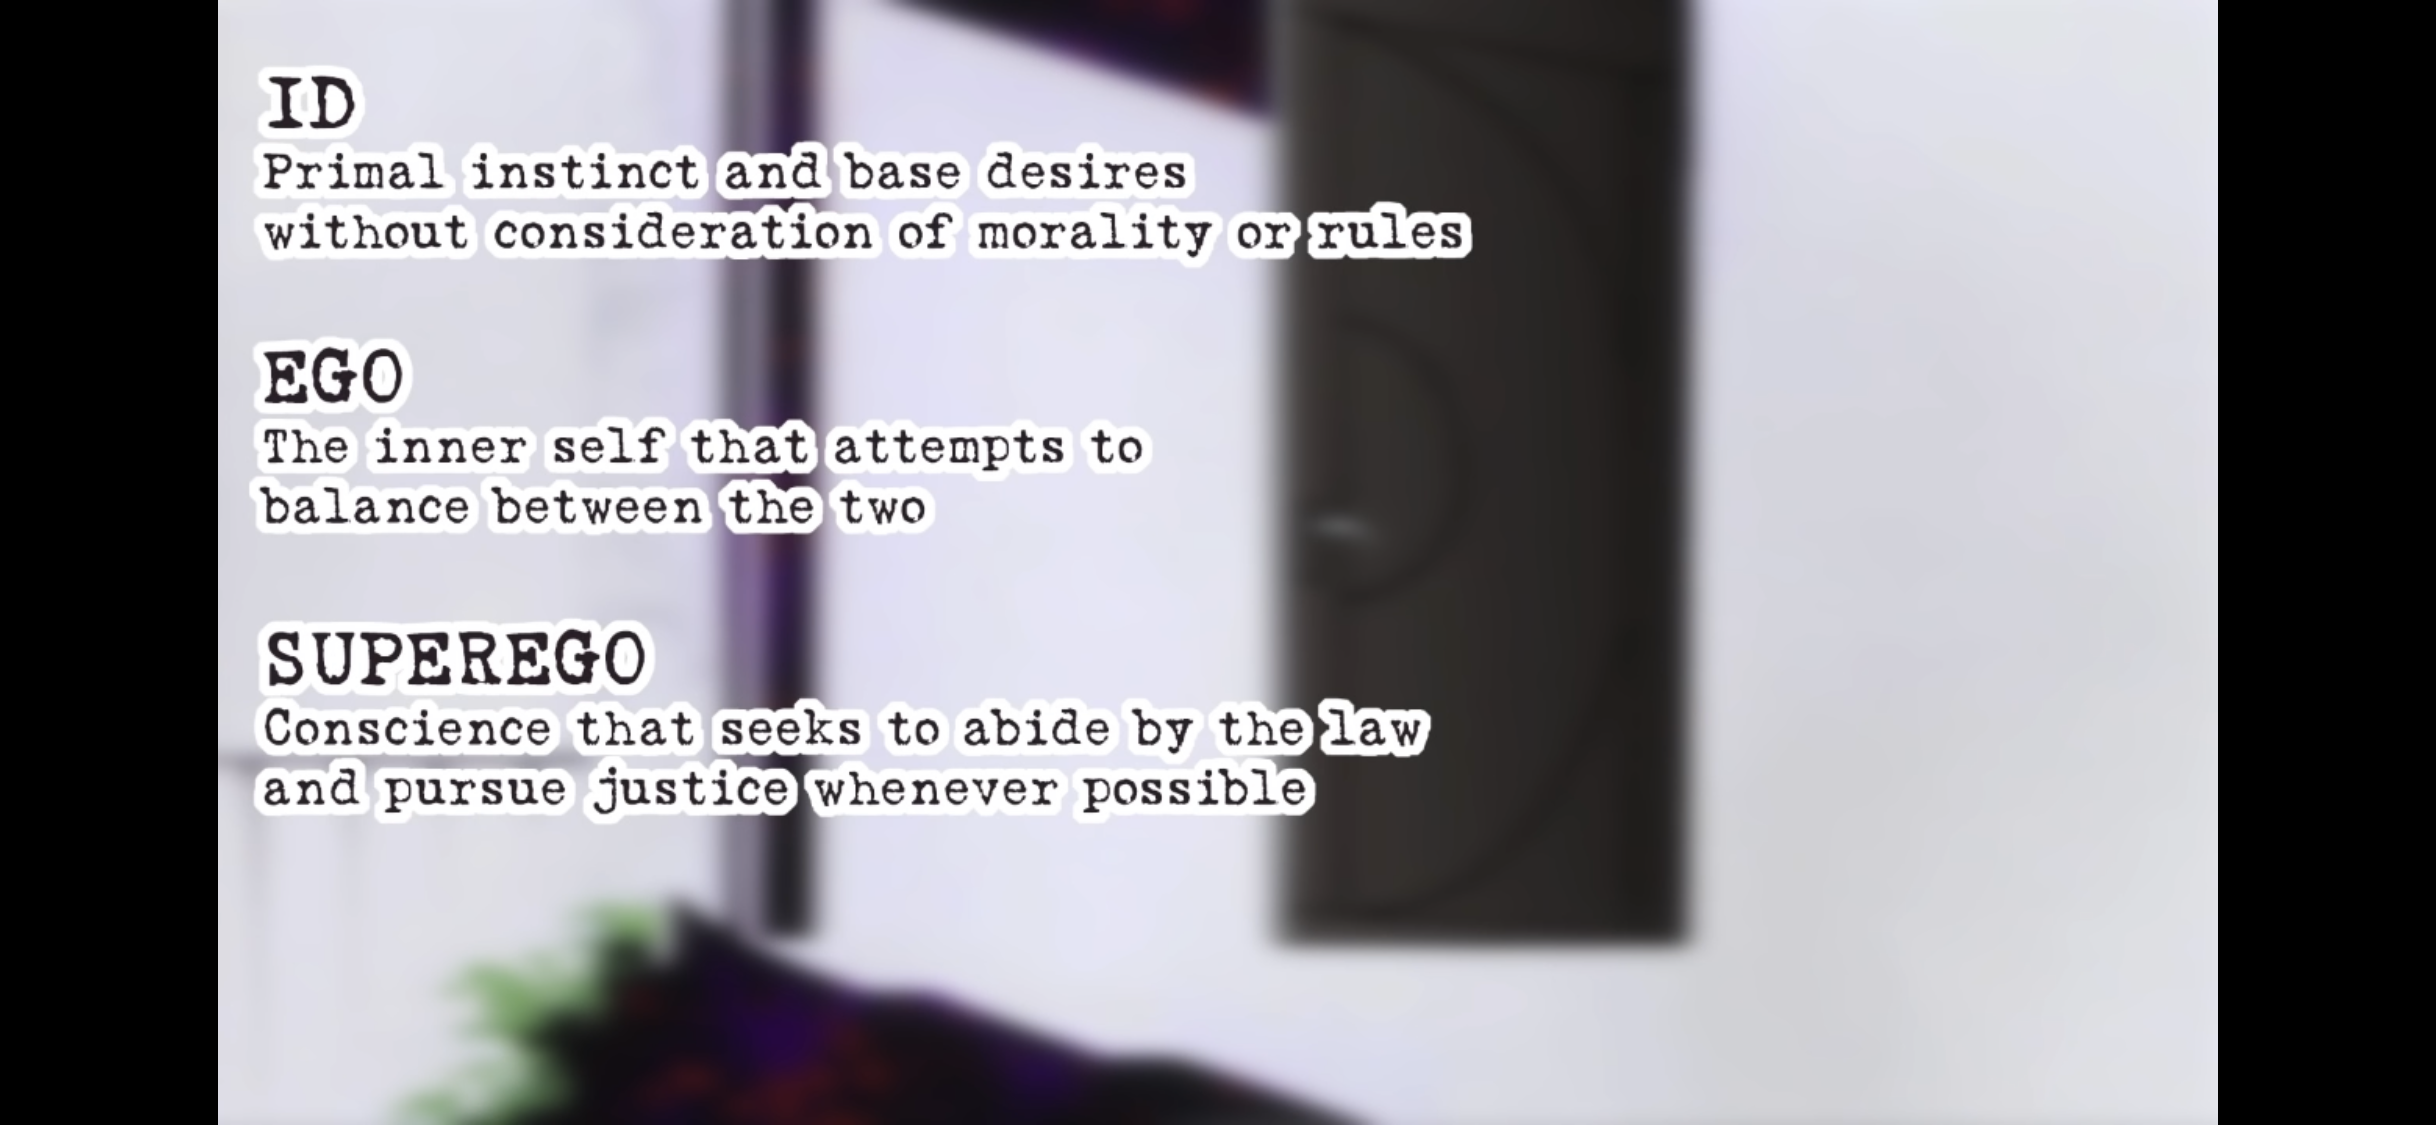 ID
Primal instinct and base desires
without consideration of morality or rules
EGO
The inner self that attempts to
balance between the two
SUPEREGO
Conscience that seeks to abide by the law
and pursue justice whenever possible